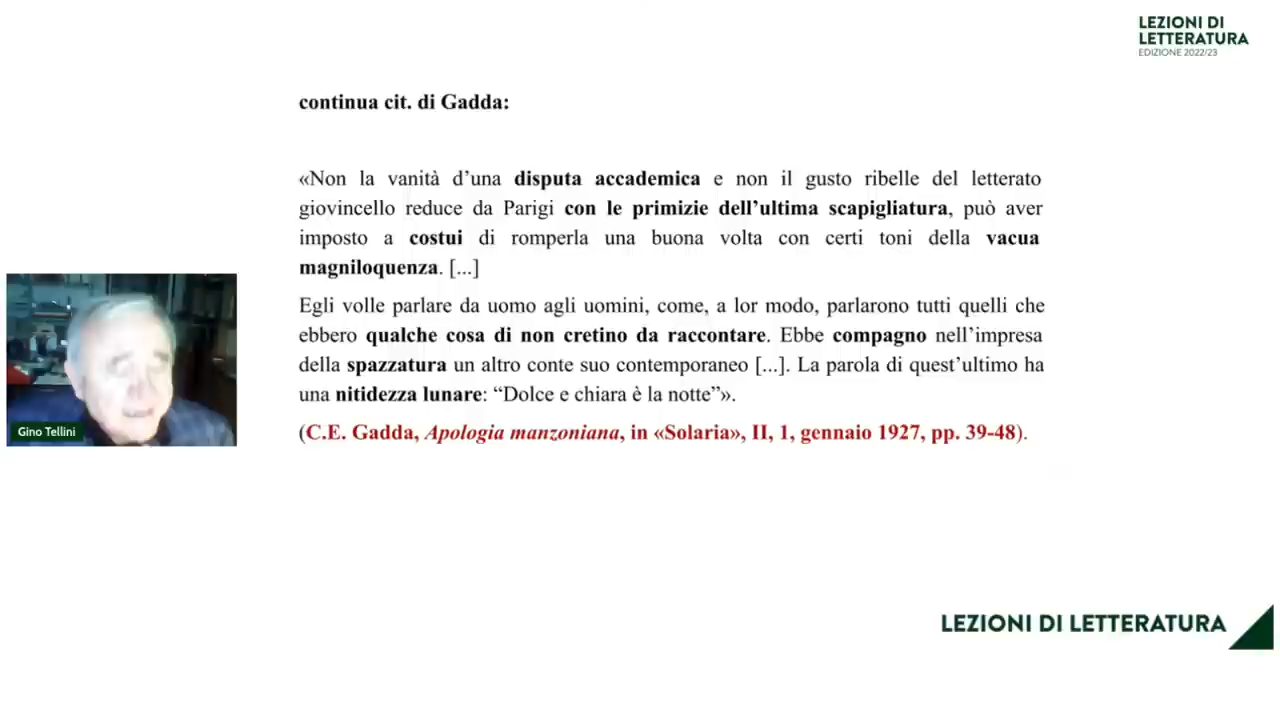 LEZIONI DI
LETTERATURA
EDIZIONE 2022/23
continua cit. di Gadda:
«Non la vanità d’una disputa accademica e non il gusto ribelle del letterato
giovincello reduce da Parigi con le primizie dell’ultima scapigliatura, può aver
imposto a costui di romperla una buona volta con certi toni della vacua
magniloquenza. [...]
Egli volle parlare da uomo agli uomini, come, a lor modo, parlarono tutti quelli che
ebbero qualche cosa di non cretino da raccontare. Ebbe compagno nell’impresa
della spazzatura un altro conte suo contemporaneo [...]. La parola di quest’ultimo ha
una nitidezza lunare: “Dolce e chiara è la notte”».
(C.E. Gadda, Apologia manzoniana, in «Solaria», II, 1, gennaio 1927, pp. 39-48).
Gino Tellini
LEZIONI DI LETTERATURA